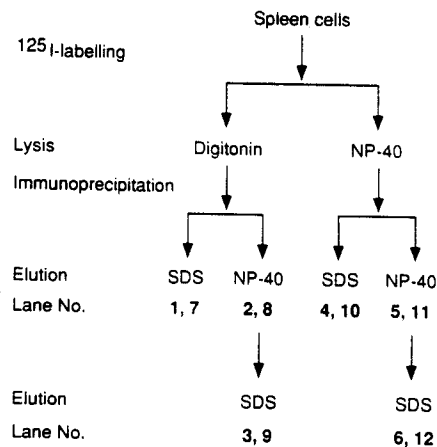 Spleen cells
125 I-labelling
Lysis Digitonin NP-40
Immunoprecipitation
Elution SDS NP-40 SDS NP-40
Lane No. 1, 7 2, 8 4, 10 5, 11
Elution SDS SDS
Lane No. 3, 9 6, 12